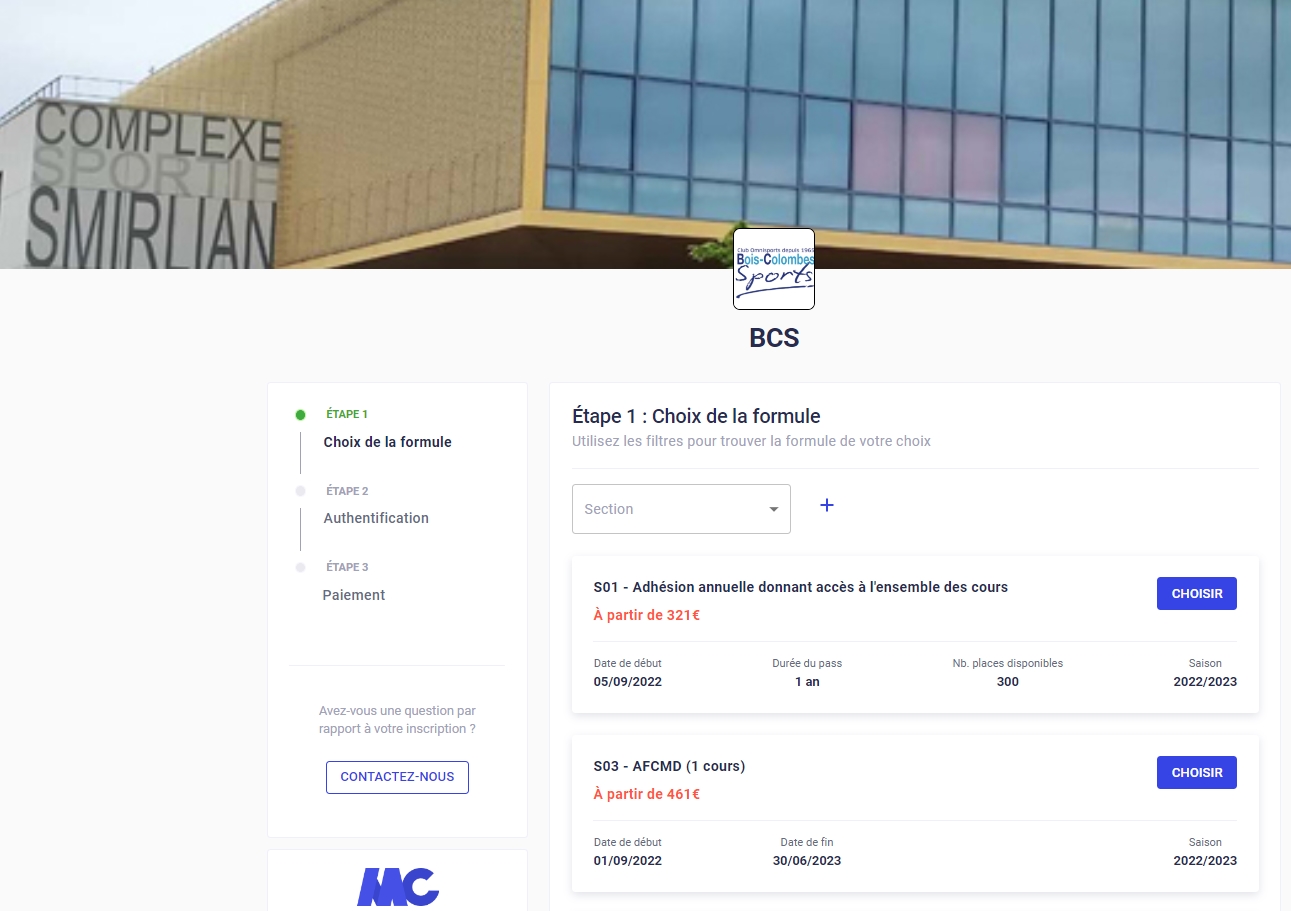 COMPLEXE
SPORTIF
SMIRLIAN
Club Omnisports depuis 1965
Bois-Colombes
Sports
BCS
ÉTAPE 1
Choix de la formule
ÉTAPE 2
Authentification
ÉTAPE 3
Paiement
Avez-vous une question par
rapport à votre inscription ?
CONTACTEZ-NOUS
MC
Étape 1 : Choix de la formule
Utilisez les filtres pour trouver la formule de votre choix
Section
+
S01 - Adhésion annuelle donnant accès à l'ensemble des cours
CHOISIR
À partir de 321€
Date de début Durée du pass Nb. places disponibles Saison
05/09/2022 1 an 300 2022/2023
S03 - AFCMD (1 cours)
CHOISIR
À partir de 461€
Date de début Date de fin Saison
01/09/2022 30/06/2023 2022/2023